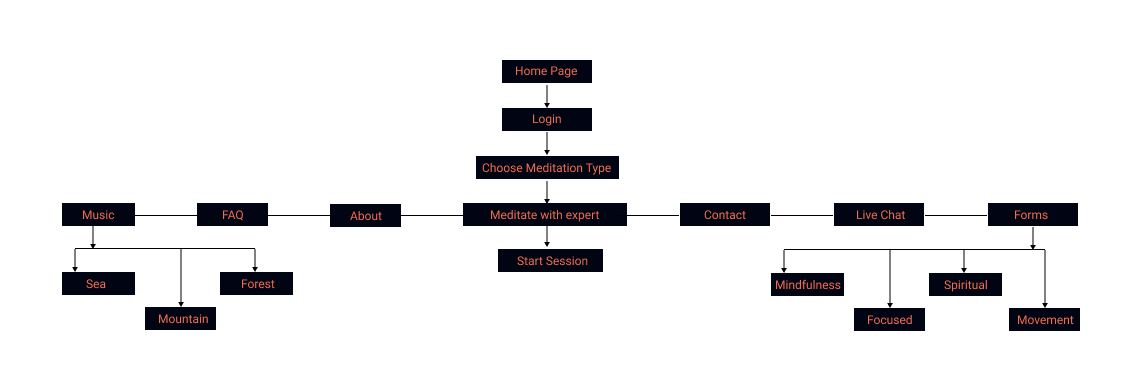 Home Page
Login
Choose Meditation Type
Music
FAQ
About
Meditate with expert
Contact
Live Chat
Forms
Start Session
Sea
Forest
Mountain
Mindfulness
Spiritual
Focused
Movement